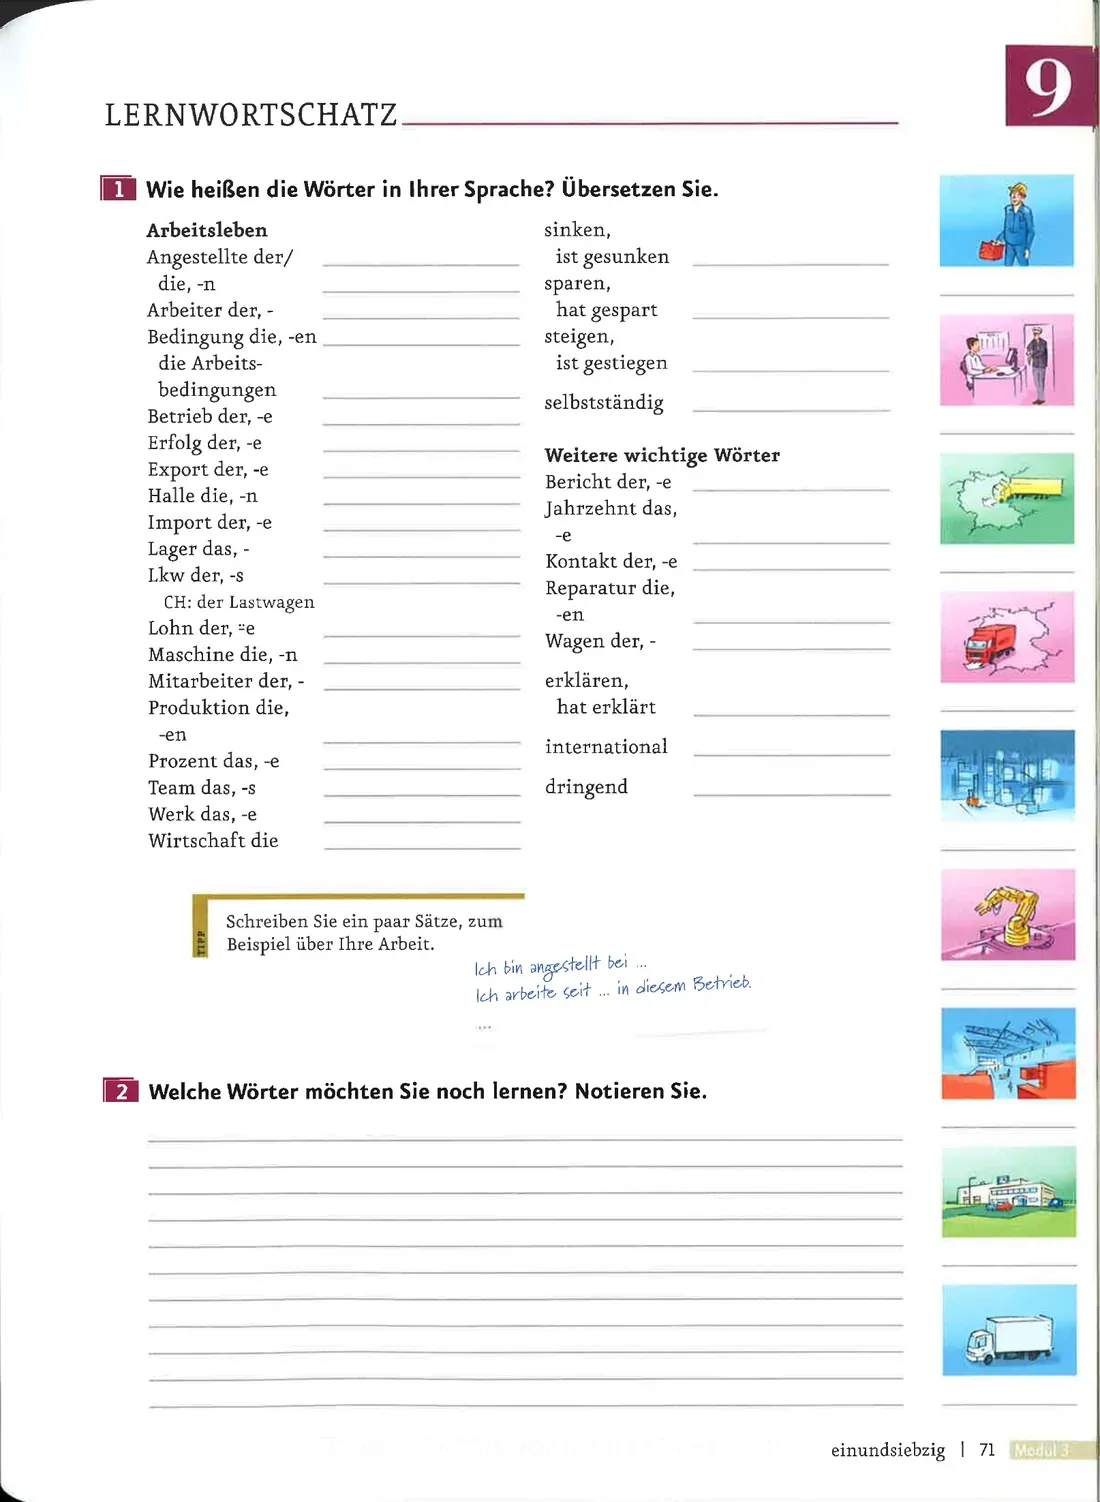 9
LERNWORTSCHATZ
1 Wie heißen die Wörter in Ihrer Sprache? Übersetzen Sie.
Arbeitsleben
Angestellte der/
die, -n
Arbeiter der, -
Bedingung die, -en
die Arbeits-
bedingungen
Betrieb der, -e
Erfolg der, -e
Export der, -e
Halle die, -n
Import der, -e
Lager das, -
Lkw der, -s
CH: der Lastwagen
Lohn der, ⸚e
Maschine die, -n
Mitarbeiter der, -
Produktion die,
-en
Prozent das, -e
Team das, -s
Werk das, -e
Wirtschaft die
sinken,
ist gesunken
sparen,
hat gespart
steigen,
ist gestiegen
selbstständig
Weitere wichtige Wörter
Bericht der, -e
Jahrzehnt das,
-e
Kontakt der, -e
Reparatur die,
-en
Wagen der, -
erklären,
hat erklärt
international
dringend
TIPP
Schreiben Sie ein paar Sätze, zum
Beispiel über Ihre Arbeit.
Ich bin angestellt bei ...
Ich arbeite seit ... in diesem Betrieb.
...
2 Welche Wörter möchten Sie noch lernen? Notieren Sie.
einundsiebzig | 71 Modul 3